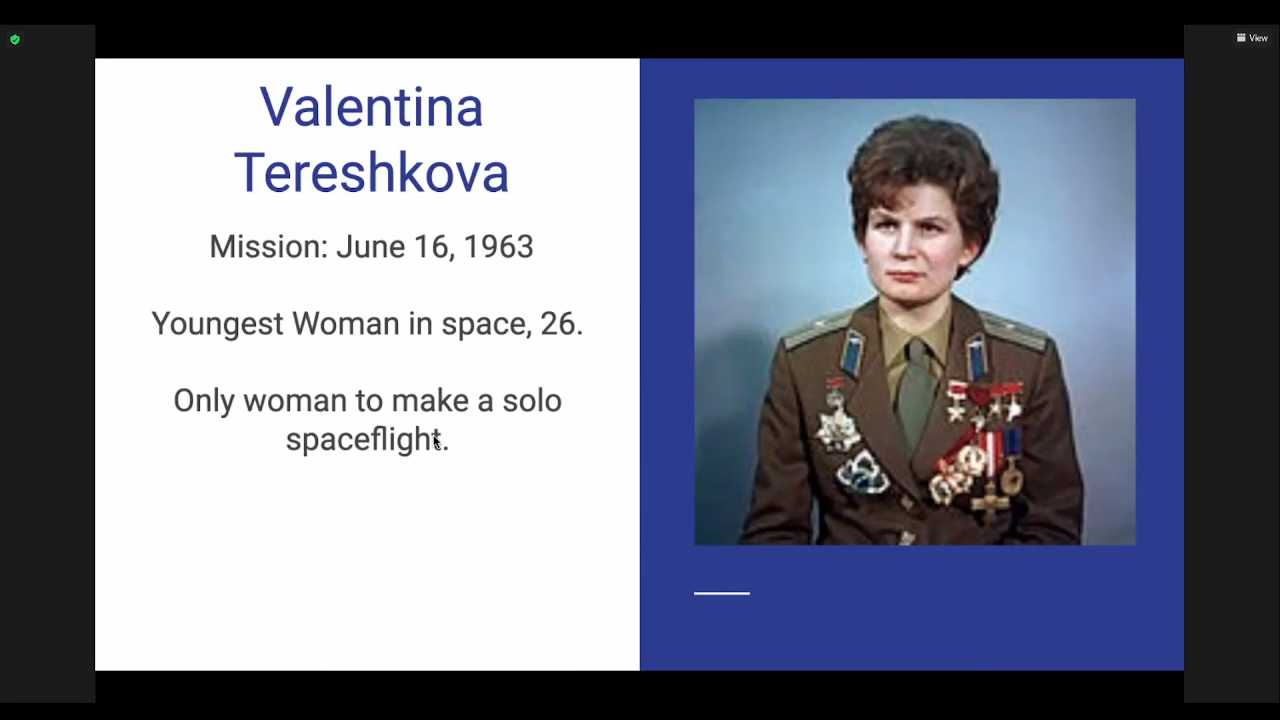 View
Valentina
Tereshkova
Mission: June 16, 1963
Youngest Woman in space, 26.
Only woman to make a solo
spaceflight.